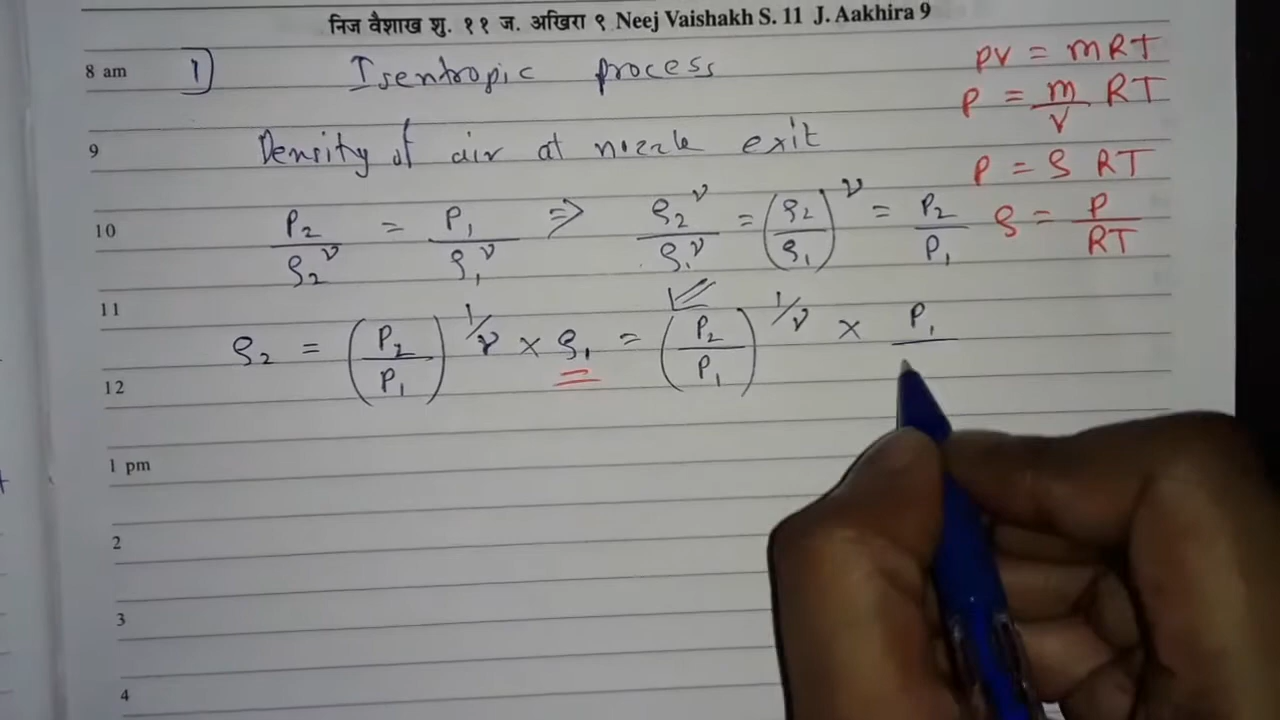 निज वैशाख शु. ११ ज. अखिरा ९ Neej Vaishakh S. 11 J. Aakhira 9
8 am 1] Isentropic process PV = mRT
P = m/V RT
9 Density of air at nozzle exit
P = ρ RT
10 P₂/ρ₂^γ = P₁/ρ₁^γ ⇒ ρ₂^γ/ρ₁^γ = (ρ₂/ρ₁)^γ = P₂/P₁ ρ = P/RT
11
ρ₂ = (P₂/P₁)^(1/γ) × ρ₁ = (P₂/P₁)^(1/γ) × P₁
12
1 pm
2
3
4